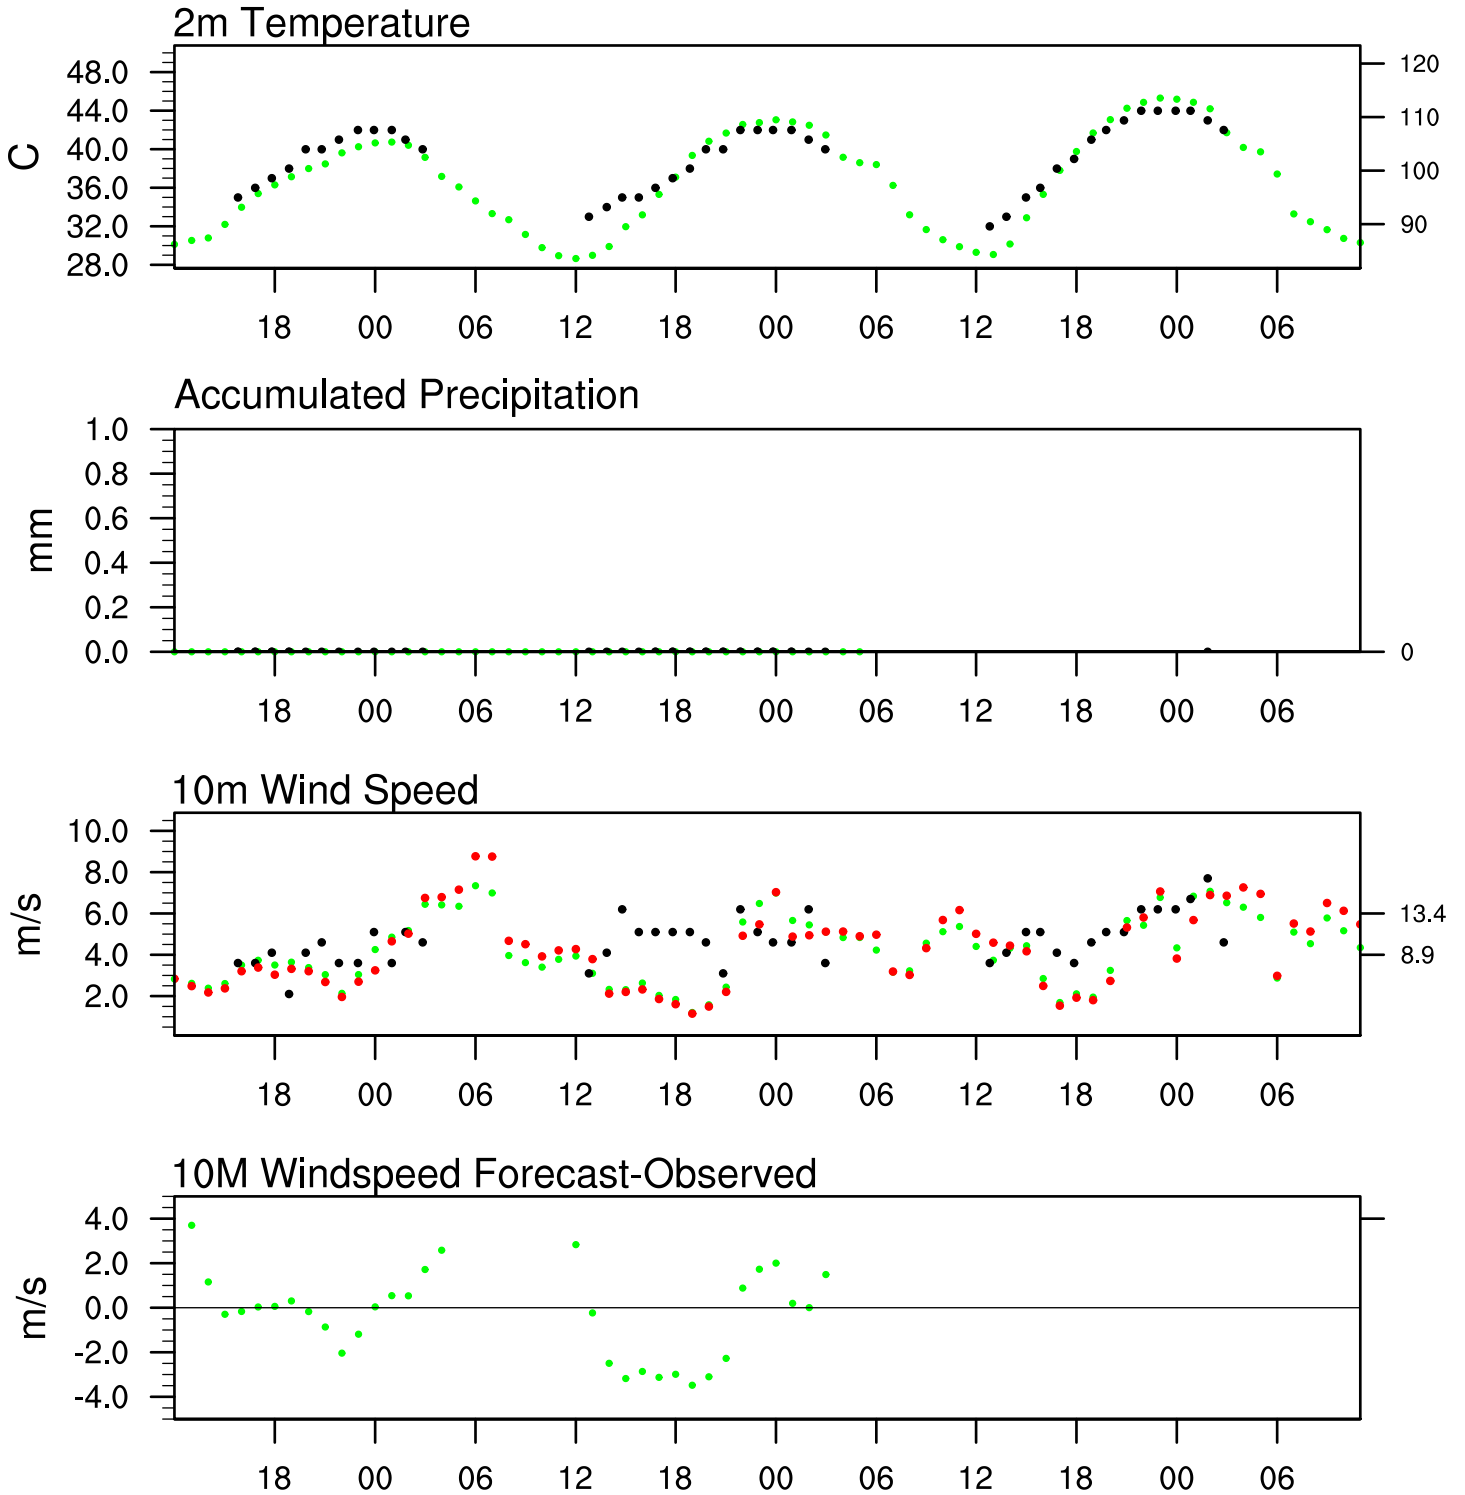 2m Temperature
48.0
44.0
40.0
36.0
32.0
28.0
C
120
110
100
90
18 00 06 12 18 00 06 12 18 00 06
Accumulated Precipitation
1.0
0.8
0.6
0.4
0.2
0.0
mm
0
18 00 06 12 18 00 06 12 18 00 06
10m Wind Speed
10.0
8.0
6.0
4.0
2.0
m/s
13.4
8.9
18 00 06 12 18 00 06 12 18 00 06
10M Windspeed Forecast-Observed
4.0
2.0
0.0
-2.0
-4.0
m/s
18 00 06 12 18 00 06 12 18 00 06